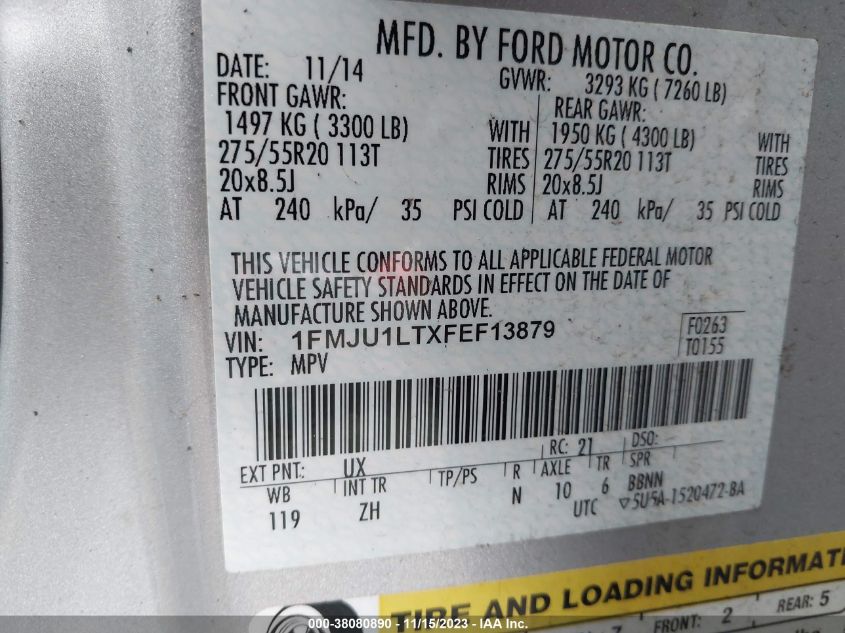 MFD. BY FORD MOTOR CO.
DATE: 11/14 GVWR: 3293 KG ( 7260 LB)
FRONT GAWR: REAR GAWR:
1497 KG ( 3300 LB) WITH 1950 KG ( 4300 LB) WITH
275/55R20 113T TIRES 275/55R20 113T TIRES
20x8.5J RIMS 20x8.5J RIMS
AT 240 kPa/ 35 PSI COLD AT 240 kPa/ 35 PSI COLD
THIS VEHICLE CONFORMS TO ALL APPLICABLE FEDERAL MOTOR
VEHICLE SAFETY STANDARDS IN EFFECT ON THE DATE OF
MANUFACTURE SHOWN ABOVE.
VIN: 1FMJU1LTXFEF13879 F0263
TYPE: MPV T0155
EXT PNT: UX RC: 21 DSO:
WB INT TR TP/PS R AXLE TR SPR
119 ZH N 10 6 BBNN
UTC ▽5U5A-1520472-BA
TIRE AND LOADING INFORMATI
7 FRONT: 2 REAR: 5
000-38080890 - 11/15/2023 - IAA Inc.